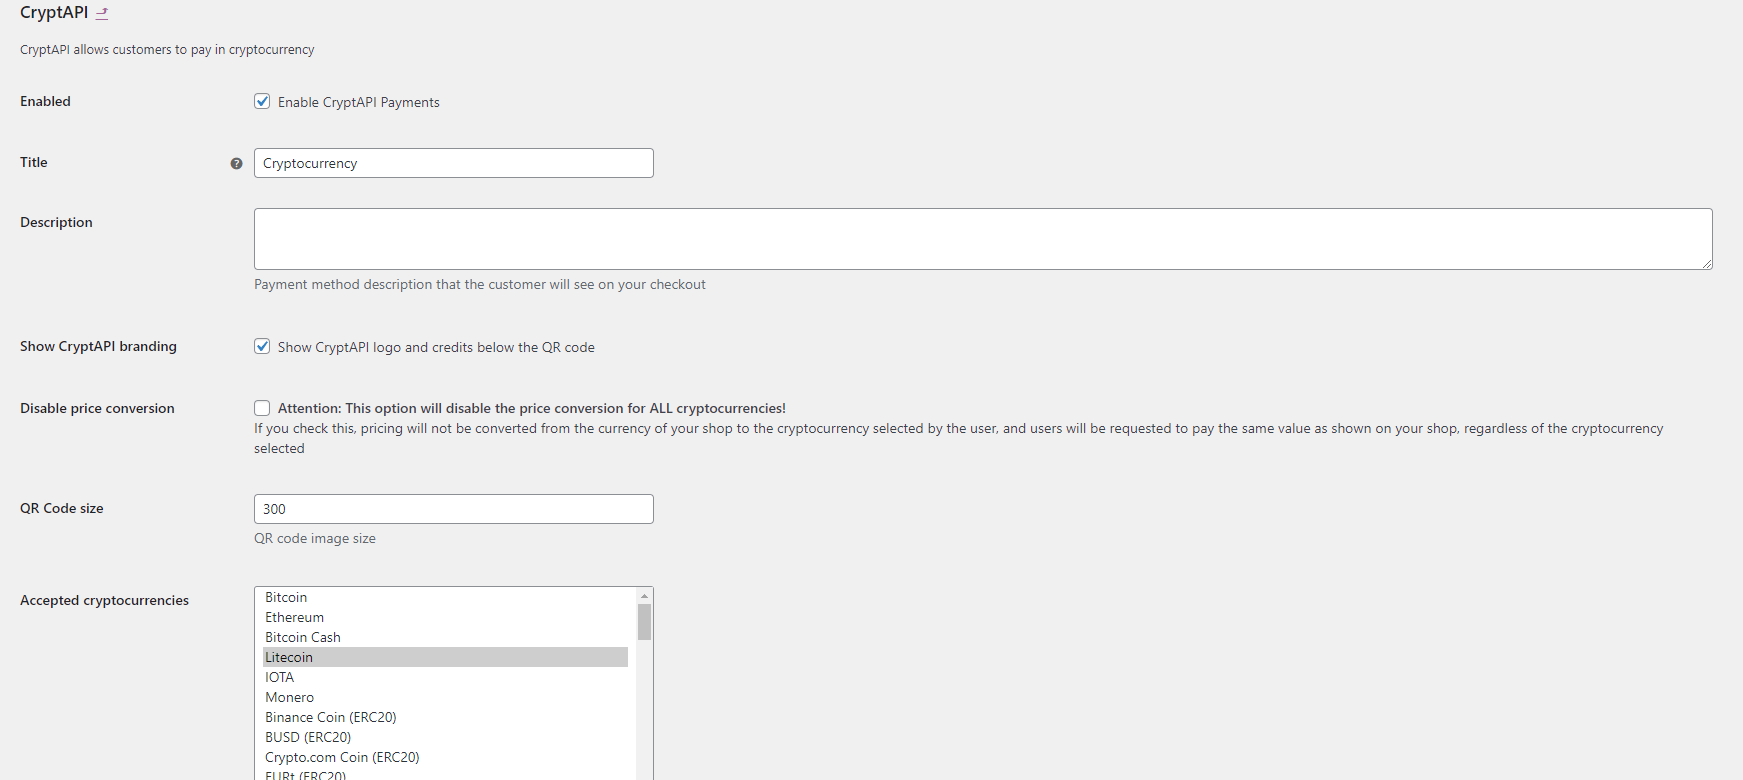 CryptAPI
CryptAPI allows customers to pay in cryptocurrency
Enabled
Enable CryptAPI Payments
Title
Cryptocurrency
Description
Payment method description that the customer will see on your checkout
Show CryptAPI branding
Show CryptAPI logo and credits below the QR code
Disable price conversion
Attention: This option will disable the price conversion for ALL cryptocurrencies!
If you check this, pricing will not be converted from the currency of your shop to the cryptocurrency selected by the user, and users will be requested to pay the same value as shown on your shop, regardless of the cryptocurrency
selected
QR Code size
300
QR code image size
Accepted cryptocurrencies
Bitcoin
Ethereum
Bitcoin Cash
Litecoin
IOTA
Monero
Binance Coin (ERC20)
BUSD (ERC20)
Crypto.com Coin (ERC20)
EURt (ERC20)